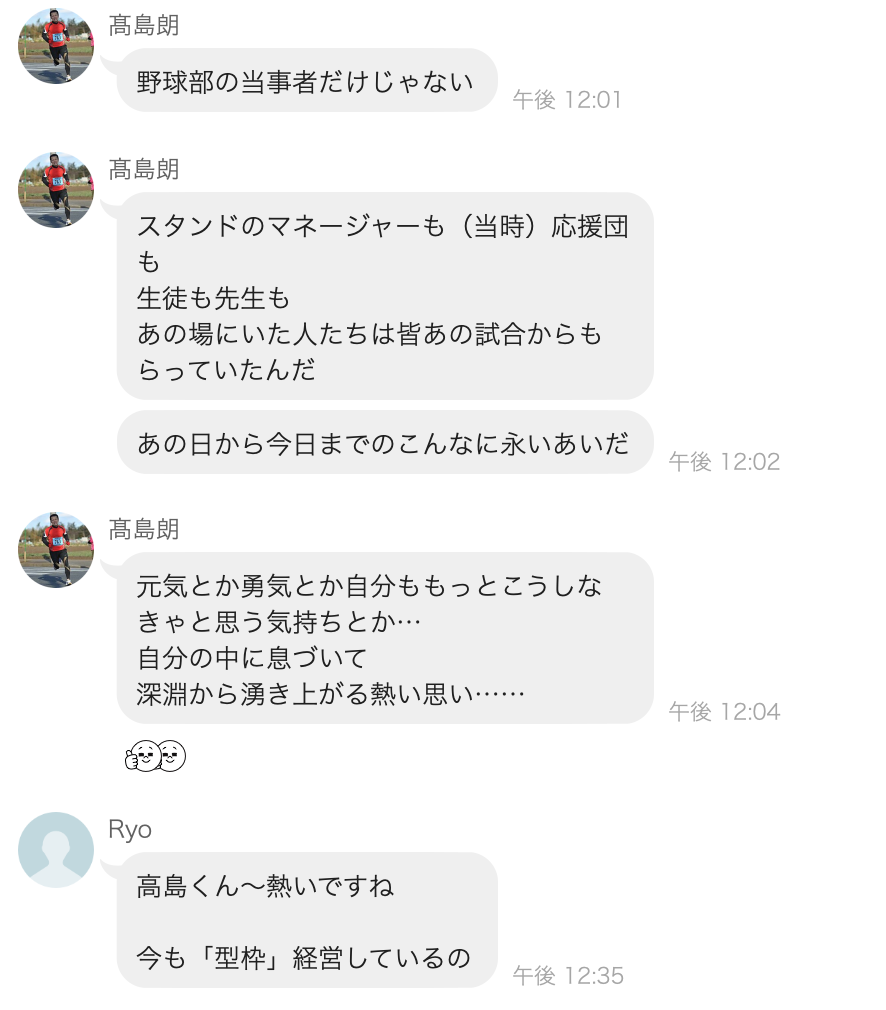 髙島朗
野球部の当事者だけじゃない
午後 12:01
髙島朗
スタンドのマネージャーも（当時）応援団
も
生徒も先生も
あの場にいた人たちは皆あの試合からも
らっていたんだ
あの日から今日までのこんなに永いあいだ
午後 12:02
髙島朗
元気とか勇気とか自分ももっとこうしな
きゃと思う気持ちとか…
自分の中に息づいて
深淵から湧き上がる熱い思い……
午後 12:04
Ryo
高島くん〜熱いですね
今も「型枠」経営しているの
午後 12:35